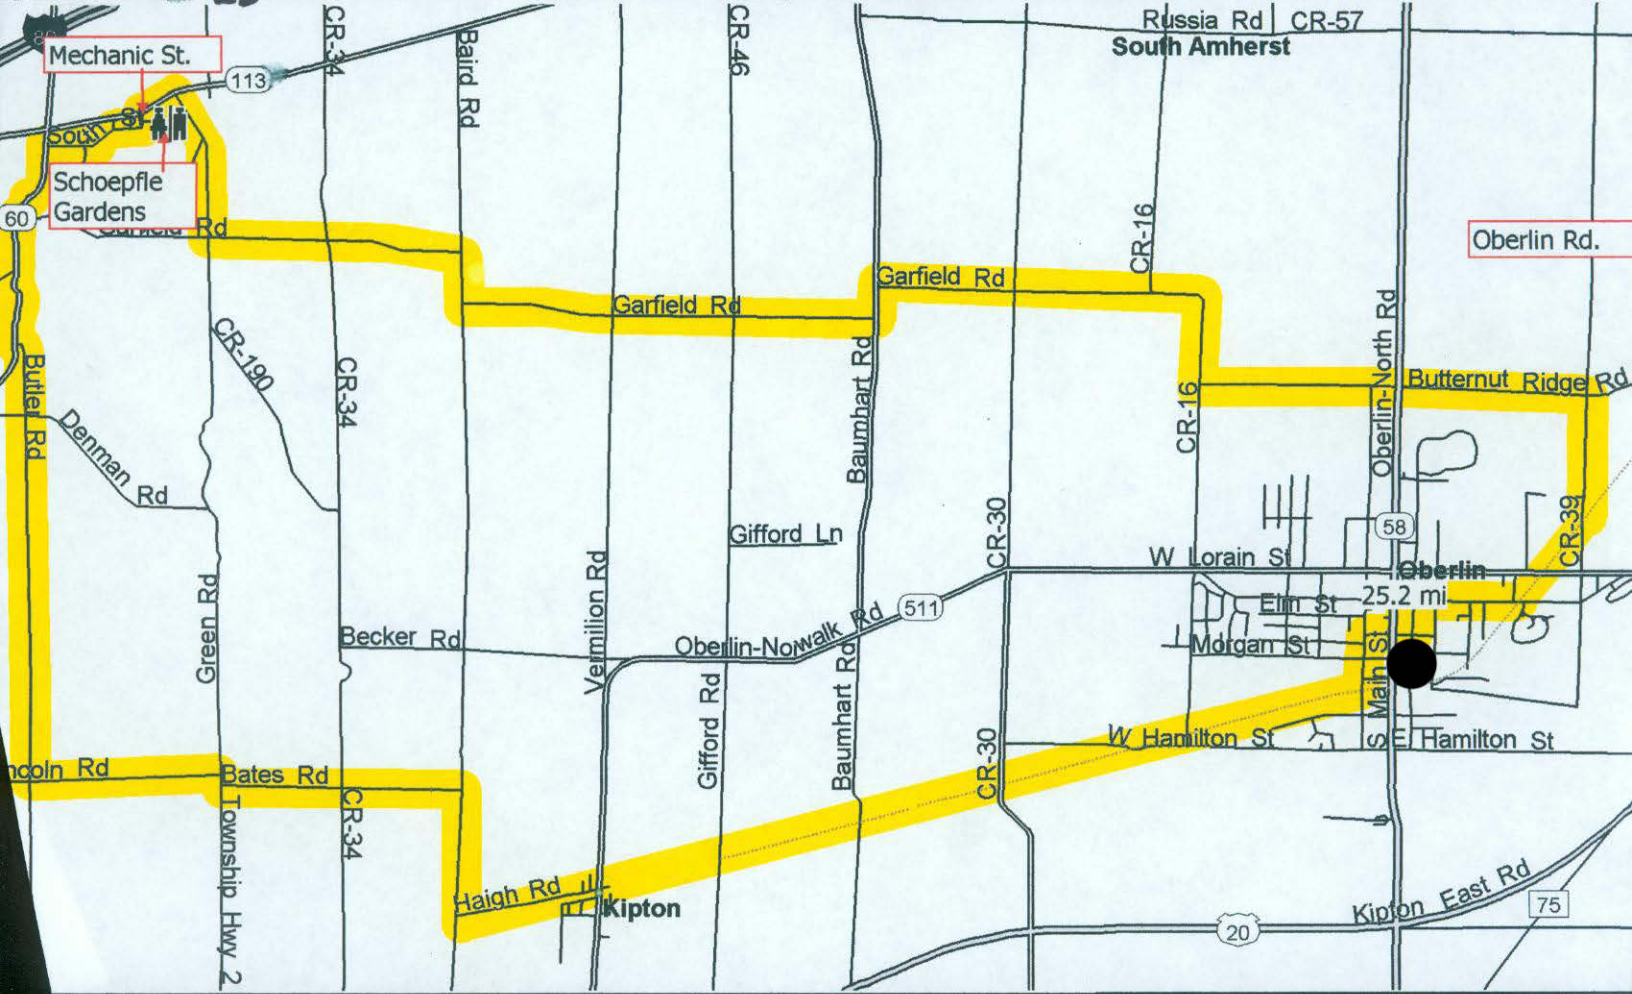 Russia Rd
CR-57
South Amherst
80
Mechanic St.
113
CR-34
Baird Rd
CR-46
South St
Schoepfle
Gardens
60
Garfield Rd
CR-16
Oberlin Rd.
Garfield Rd
Garfield Rd
Oberlin-North Rd
Butternut Ridge Rd
Butler Rd
CR-190
CR-34
Baumhart Rd
CR-16
Denman Rd
CR-30
Gifford Ln
58
CR-39
W Lorain St
Oberlin
25.2 mi
Green Rd
Vermilion Rd
511
Elm St
Becker Rd
Oberlin-Norwalk Rd
Morgan St
S Main St
Gifford Rd
Baumhart Rd
CR-30
W Hamilton St
E Hamilton St
ncoln Rd
Bates Rd
CR-34
Township Hwy 2
Haigh Rd
Kipton
Kipton East Rd
20
75